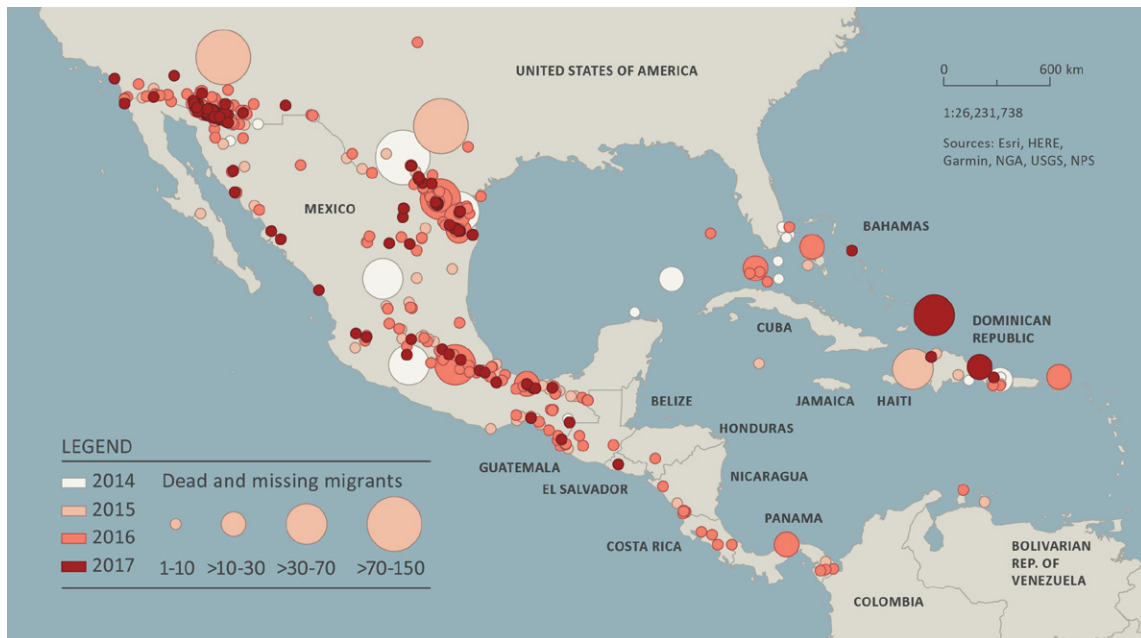 UNITED STATES OF AMERICA
0 600 km
1:26,231,738
Sources: Esri, HERE,
Garmin, NGA, USGS, NPS
MEXICO
BAHAMAS
CUBA
DOMINICAN
REPUBLIC
BELIZE
JAMAICA
HAITI
HONDURAS
GUATEMALA
EL SALVADOR
NICARAGUA
COSTA RICA
PANAMA
BOLIVARIAN
REP. OF
VENEZUELA
COLOMBIA
LEGEND
2014
2015
2016
2017
Dead and missing migrants
1-10 >10-30 >30-70 >70-150